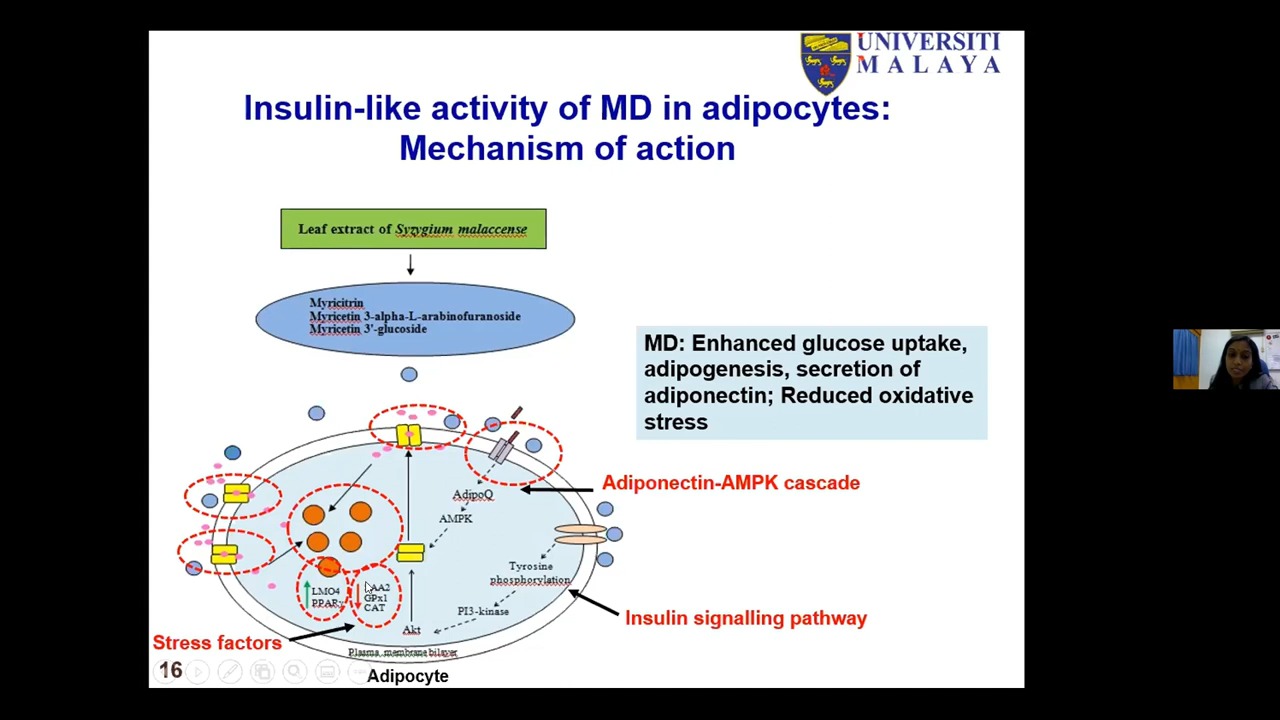 UNIVERSITI
MALAYA
Insulin-like activity of MD in adipocytes:
Mechanism of action
Leaf extract of Syzygium malaccense
Myricitrin
Myricetin 3-alpha-L-arabinofuranoside
Myricetin 3'-glucoside
MD: Enhanced glucose uptake,
adipogenesis, secretion of
adiponectin; Reduced oxidative
stress
Adiponectin-AMPK cascade
AdipoQ
AMPK
Tyrosine
phosphorylation
PI3-kinase
Akt
LMO4
PPARγ
GPx1
CAT
Insulin signalling pathway
Stress factors
Plasma membrane bilayer
Adipocyte
16